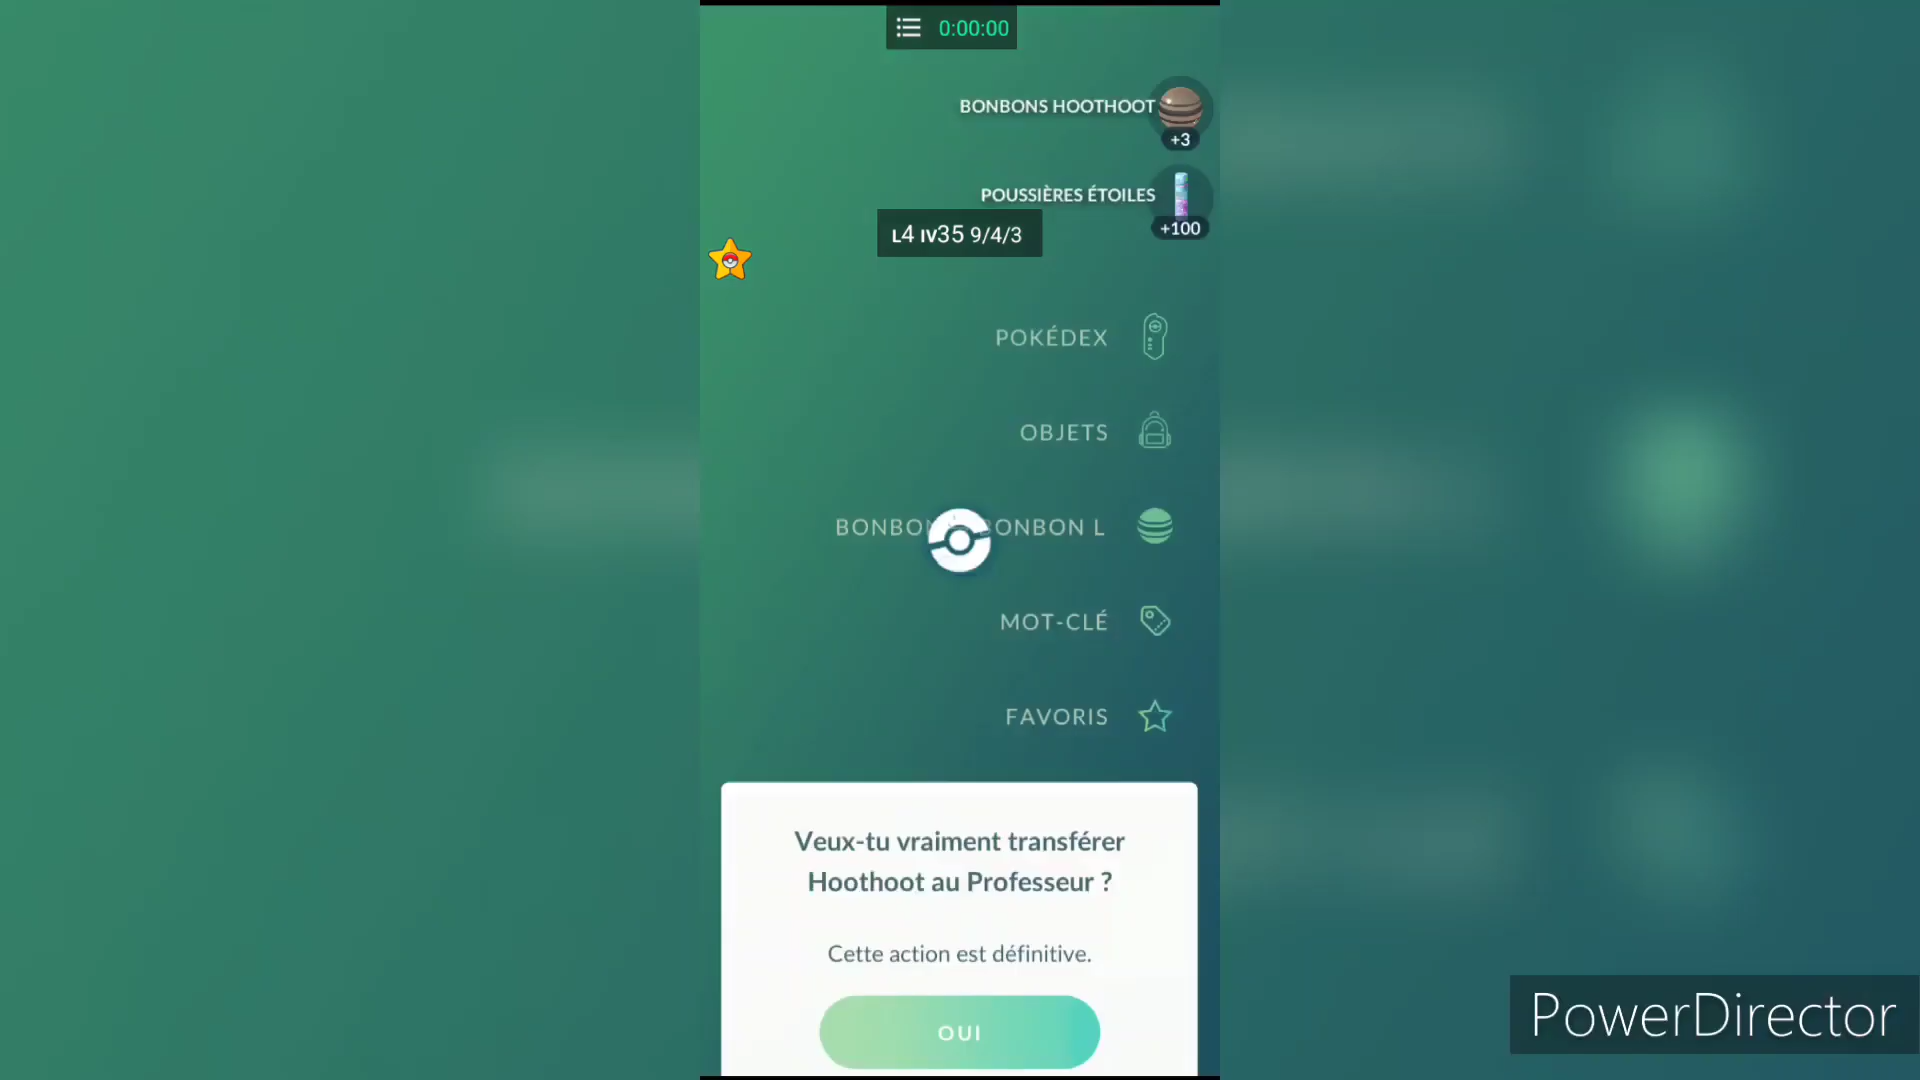 0:00:00
BONBONS HOOTHOOT
+3
POUSSIÈRES ÉTOILES
+100
L4 IV35 9/4/3
POKÉDEX
OBJETS
BONBON L
MOT-CLÉ
FAVORIS
Veux-tu vraiment transférer
Hoothoot au Professeur ?
Cette action est définitive.
OUI
PowerDirector